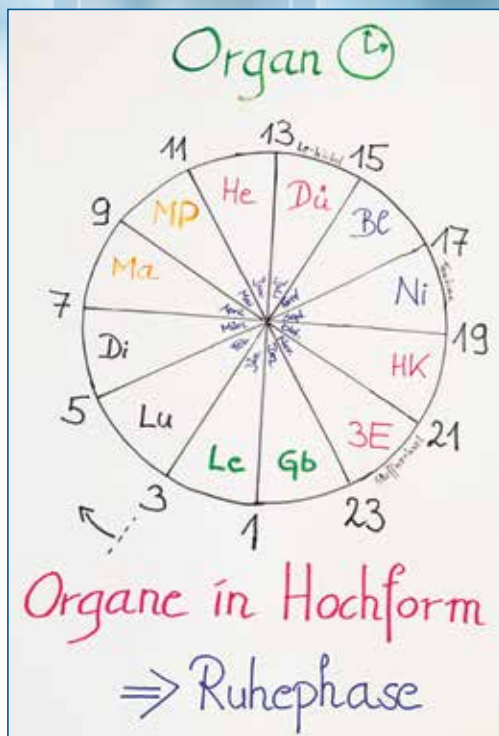 Organ
13
11
15
He
Dü
MP
Bl
9
17
Ma
Ni
7
19
Di
HK
5
Lu
3E
21
Le
Gb
3
23
1
Organe in Hochform
⇒ Ruhephase